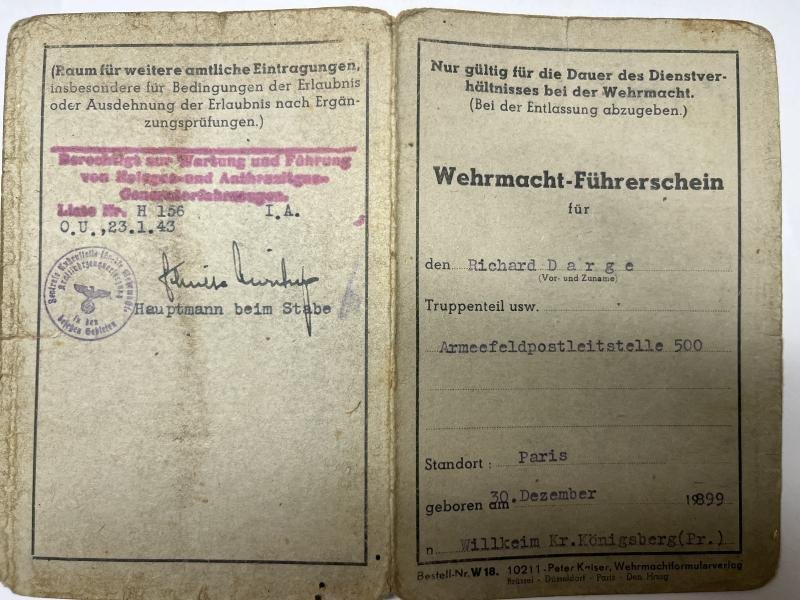 (Raum für weitere amtliche Eintragungen,
insbesondere für Bedingungen der Erlaubnis
oder Ausdehnung der Erlaubnis nach Ergän-
zungsprüfungen.)
Berechtigt zur Wartung und Führung
von Holzgas- und Anthrazitgas-
Generatorfahrzeugen.
Liste Nr. H 156 I.A.
O.U.,23.1.43
Hauptmann beim Stabe
in den
besetzten Gebieten
Nur gültig für die Dauer des Dienstver-
hältnisses bei der Wehrmacht.
(Bei der Entlassung abzugeben.)
Wehrmacht-Führerschein
für
den Richard Darge
(Vor- und Zuname)
Truppenteil usw.
Armeefeldpostleitstelle 500
Standort: Paris
geboren am 30.Dezember 1899
n Willkeim Kr.Königsberg(Pr.)
Bestell-Nr. W 18. 10211 - Peter Kaiser, Wehrmachtformularverlag
Brüssel - Düsseldorf - Paris - Den Haag